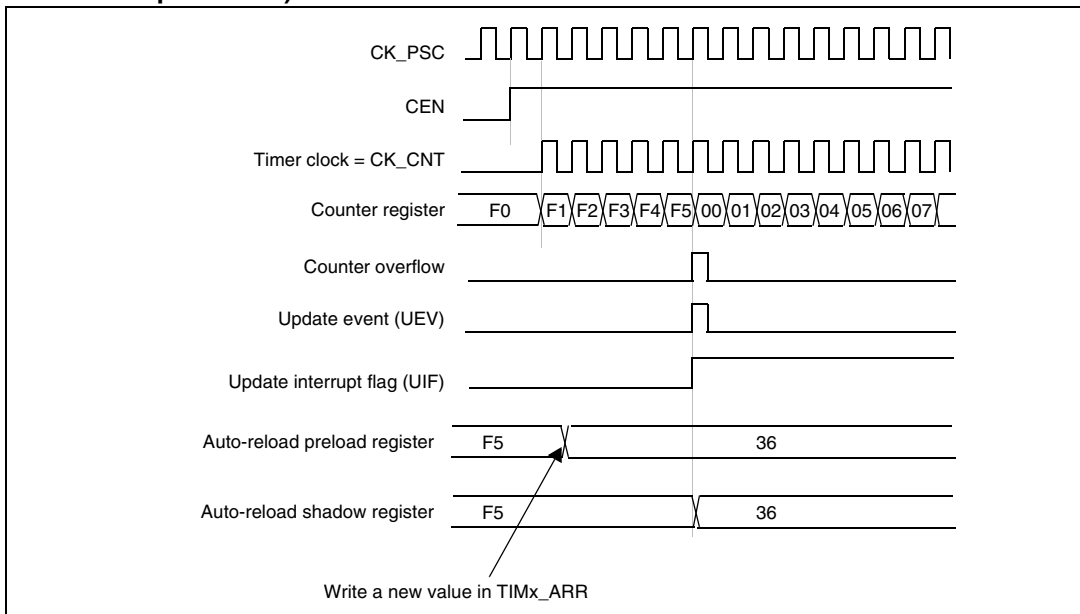 CK_PSC
CEN
Timer clock = CK_CNT
Counter register F0 F1 F2 F3 F4 F5 00 01 02 03 04 05 06 07
Counter overflow
Update event (UEV)
Update interrupt flag (UIF)
Auto-reload preload register F5 36
Auto-reload shadow register F5 36
Write a new value in TIMx_ARR